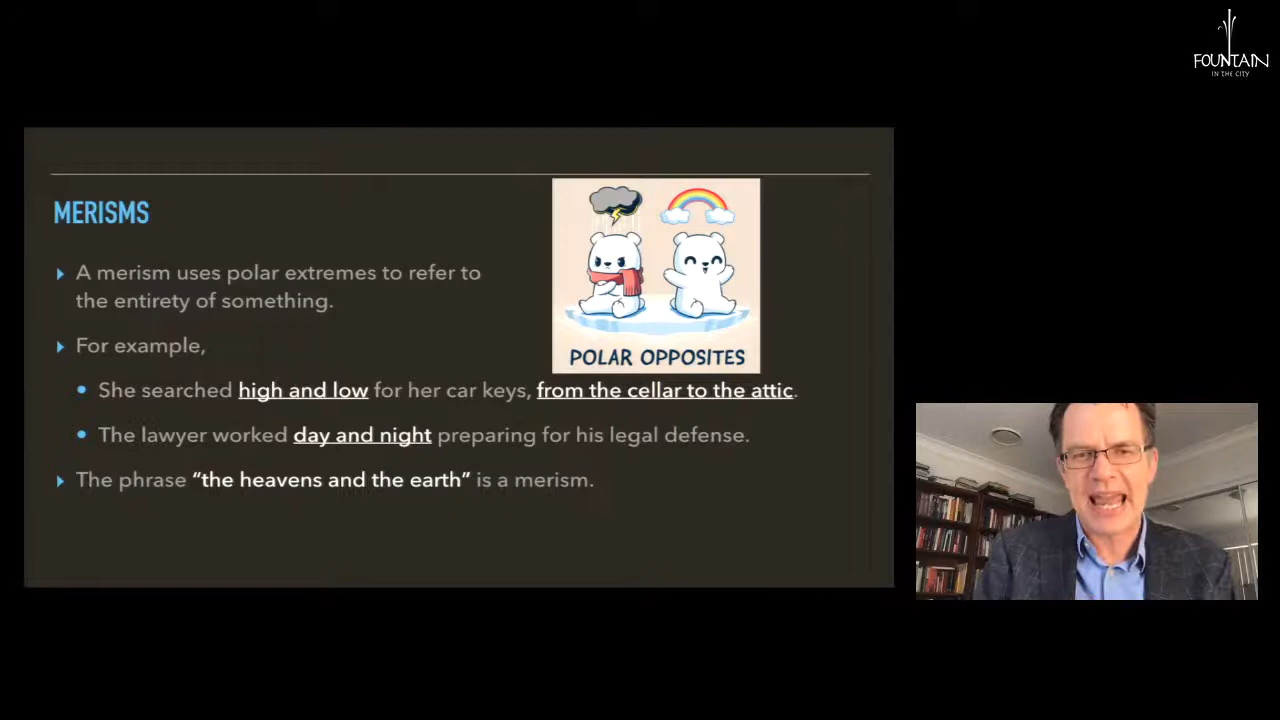 FOUNTAIN
IN THE CITY
MERISMS
A merism uses polar extremes to refer to
the entirety of something.
For example,
She searched high and low for her car keys, from the cellar to the attic.
The lawyer worked day and night preparing for his legal defense.
The phrase “the heavens and the earth” is a merism.
POLAR OPPOSITES